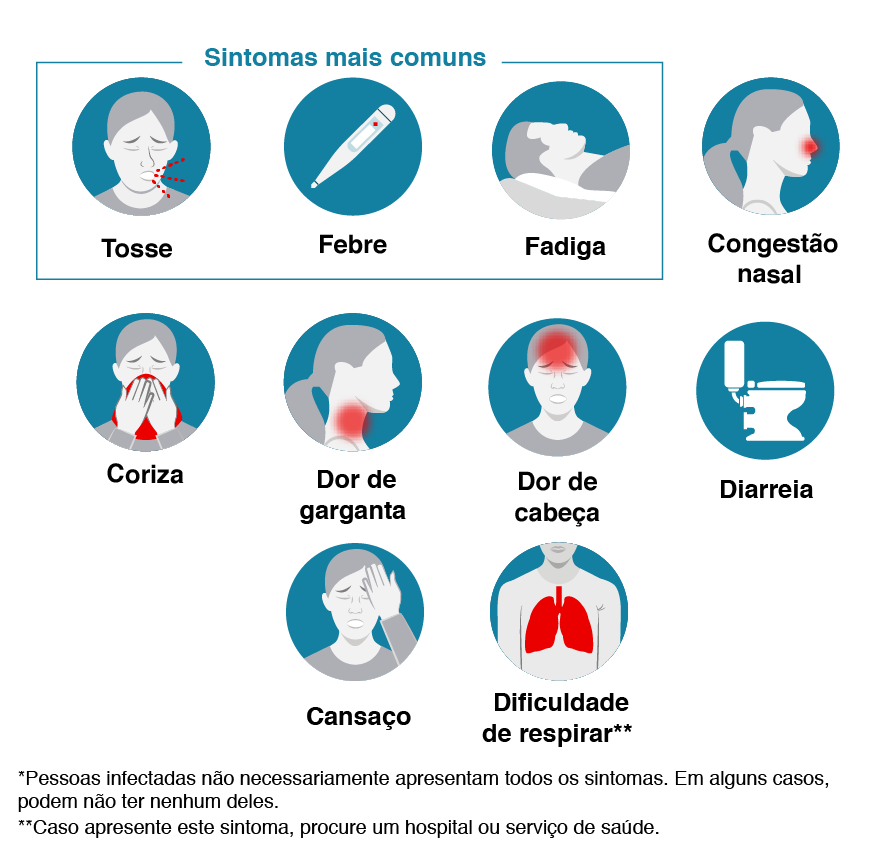 Sintomas mais comuns
Tosse
Febre
Fadiga
Congestão
nasal
Coriza
Dor de
garganta
Dor de
cabeça
Diarreia
Cansaço
Dificuldade
de respirar**
*Pessoas infectadas não necessariamente apresentam todos os sintomas. Em alguns casos,
podem não ter nenhum deles.
**Caso apresente este sintoma, procure um hospital ou serviço de saúde.